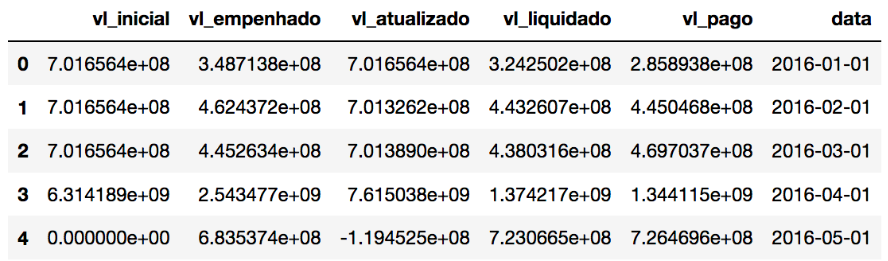 vl_inicial vl_empenhado vl_atualizado vl_liquidado vl_pago data
0 7.016564e+08 3.487138e+08 7.016564e+08 3.242502e+08 2.858938e+08 2016-01-01
1 7.016564e+08 4.624372e+08 7.013262e+08 4.432607e+08 4.450468e+08 2016-02-01
2 7.016564e+08 4.452634e+08 7.013890e+08 4.380316e+08 4.697037e+08 2016-03-01
3 6.314189e+09 2.543477e+09 7.615038e+09 1.374217e+09 1.344115e+09 2016-04-01
4 0.000000e+00 6.835374e+08 -1.194525e+08 7.230665e+08 7.264696e+08 2016-05-01